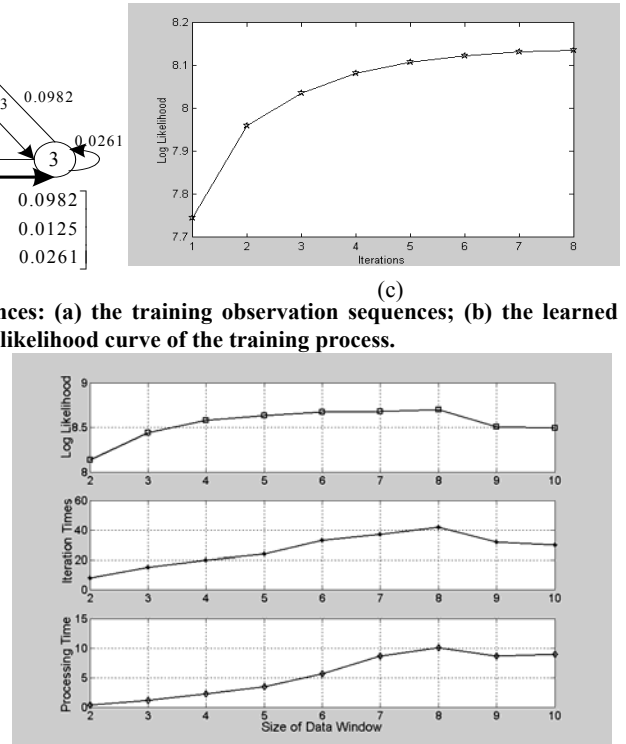 3 0.0982
0.0261
3
0.0982
0.0125
0.0261
8.2
8.1
8
7.9
7.8
7.7
Log Likelihood
1 2 3 4 5 6 7 8
Iterations
(c)
nces: (a) the training observation sequences; (b) the learned
likelihood curve of the training process.
9
8.5
8
Log Likelihood
2 3 4 5 6 7 8 9 10
60
40
20
0
Iteration Times
2 3 4 5 6 7 8 9 10
15
10
5
0
Processing Time
2 3 4 5 6 7 8 9 10
Size of Data Window